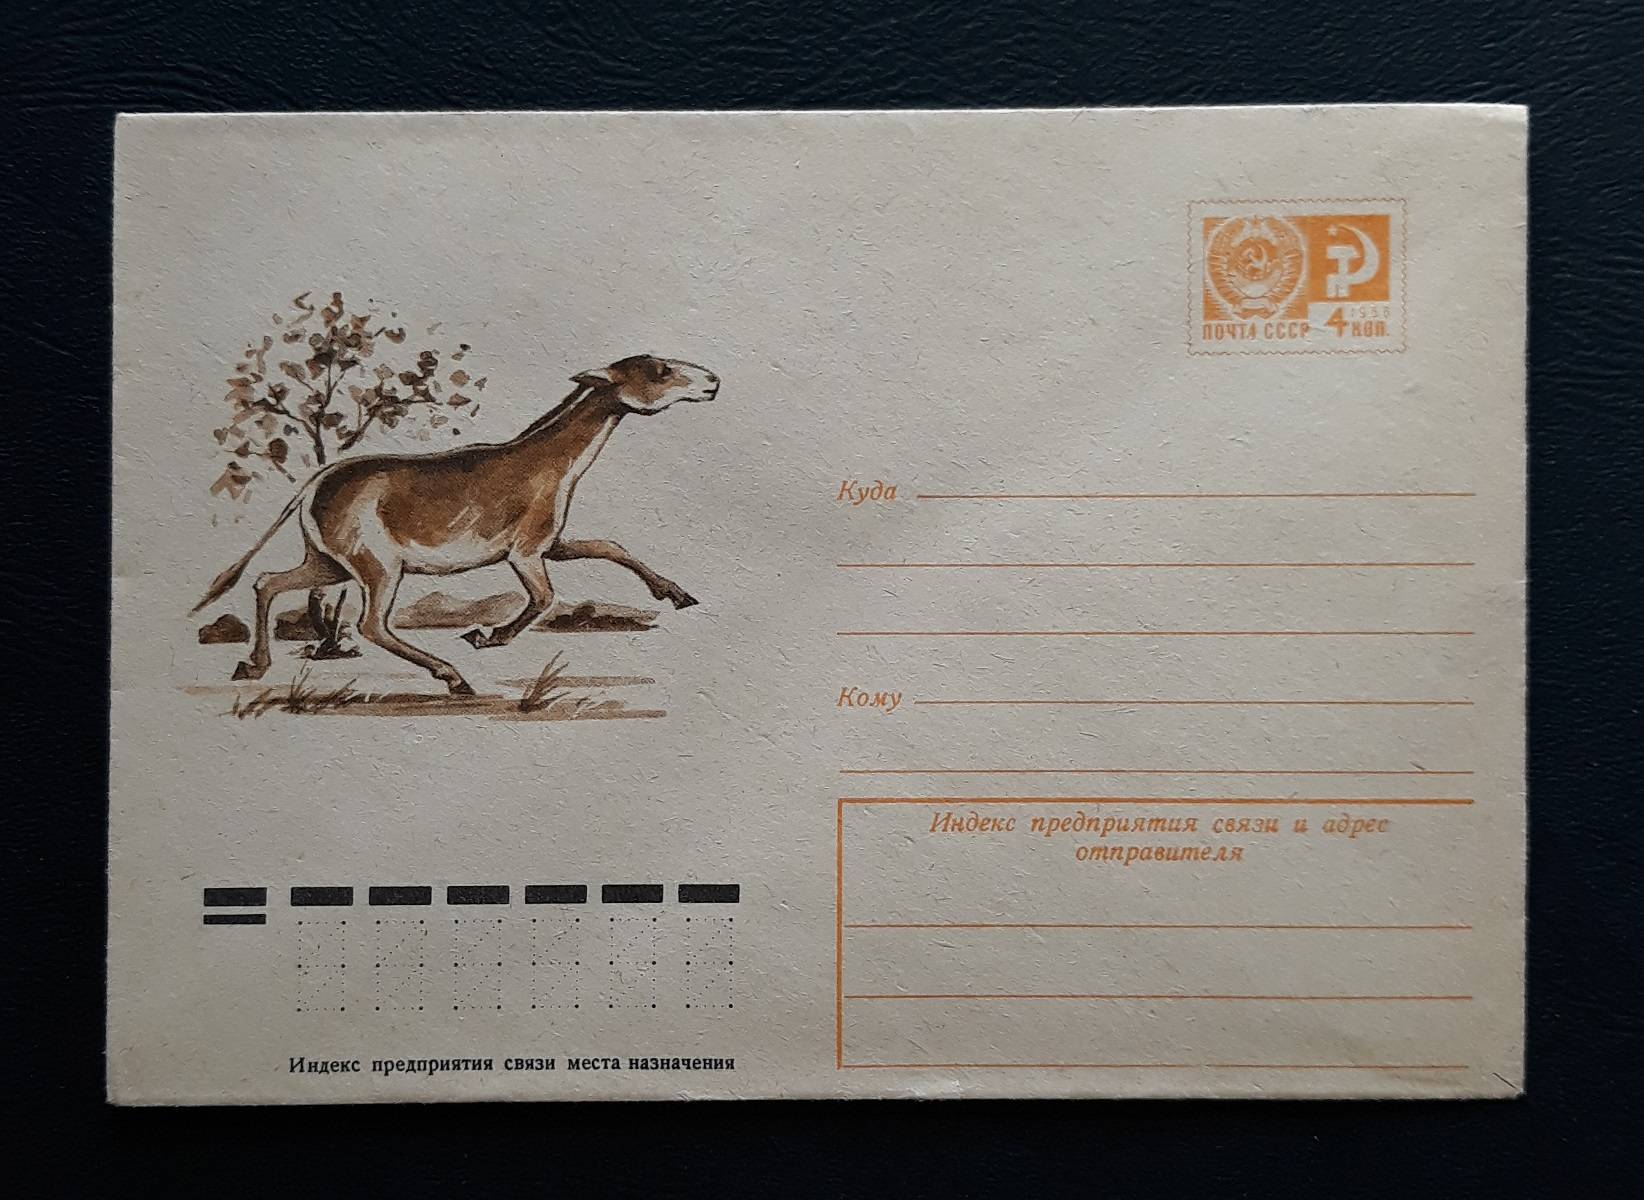 ПОЧТА СССР 4 КОП.
Куда
Кому
Индекс предприятия связи и адрес
отправителя
Индекс предприятия связи места назначения